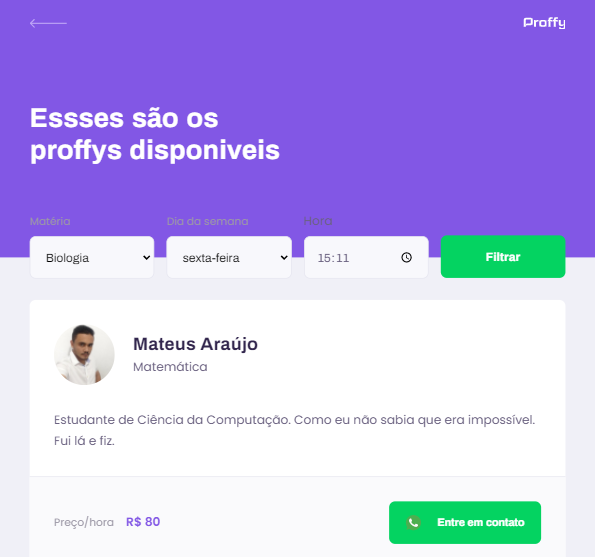 Proffy
Essses são os
proffys disponiveis
Matéria
Dia da semana
Hora
Biologia
sexta-feira
15:11
Filtrar
Mateus Araújo
Matemática
Estudante de Ciência da Computação. Como eu não sabia que era impossível.
Fui lá e fiz.
Preço/hora
R$ 80
Entre em contato